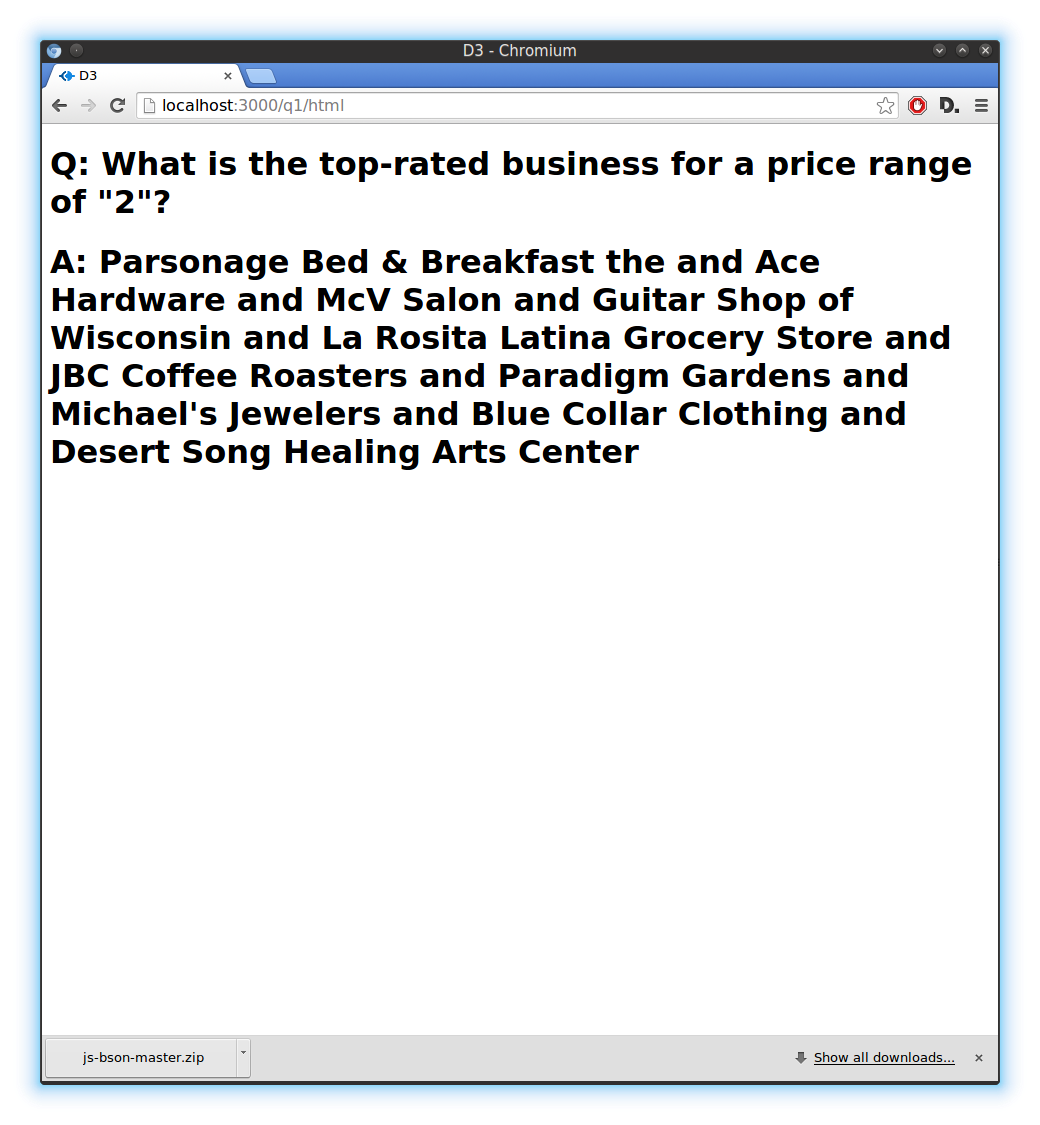 D3 - Chromium
D3
localhost:3000/q1/html
D.
Q: What is the top-rated business for a price range
of "2"?
A: Parsonage Bed & Breakfast the and Ace
Hardware and McV Salon and Guitar Shop of
Wisconsin and La Rosita Latina Grocery Store and
JBC Coffee Roasters and Paradigm Gardens and
Michael's Jewelers and Blue Collar Clothing and
Desert Song Healing Arts Center
js-bson-master.zip
Show all downloads...